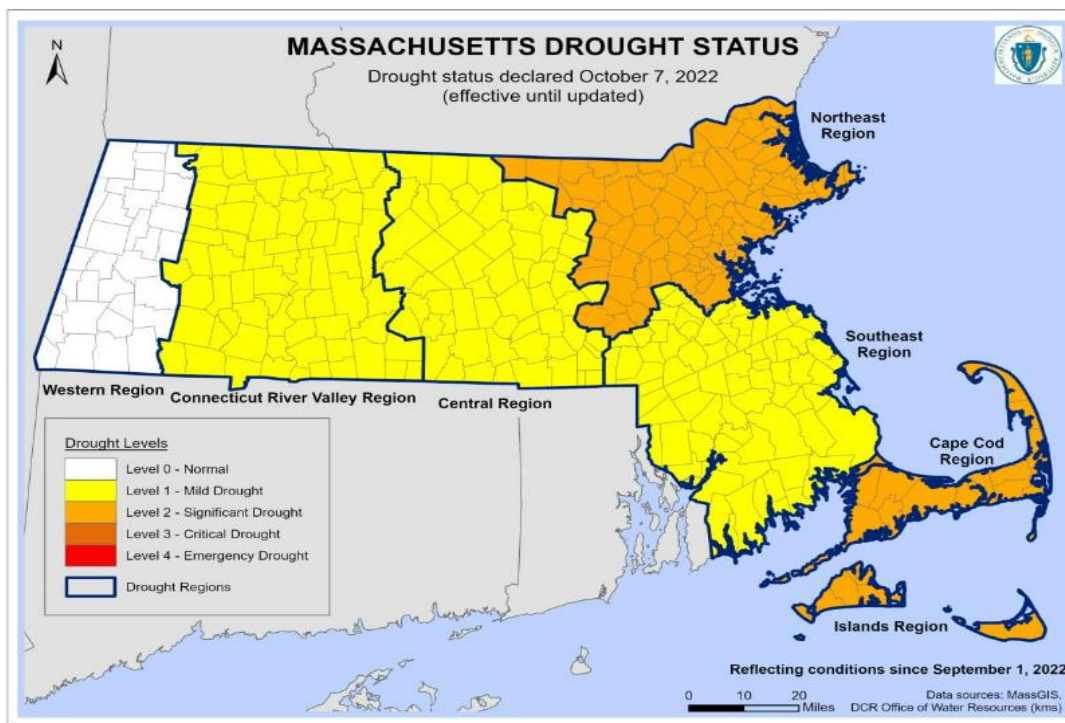 N
MASSACHUSETTS DROUGHT STATUS
Drought status declared October 7, 2022
(effective until updated)
Northeast
Region
Southeast
Region
Western Region
Connecticut River Valley Region
Central Region
Cape Cod
Region
Drought Levels
Level 0 - Normal
Level 1 - Mild Drought
Level 2 - Significant Drought
Level 3 - Critical Drought
Level 4 - Emergency Drought
Drought Regions
Islands Region
Reflecting conditions since September 1, 2022
0 10 20
Miles
Data sources: MassGIS,
DCR Office of Water Resources (kms)